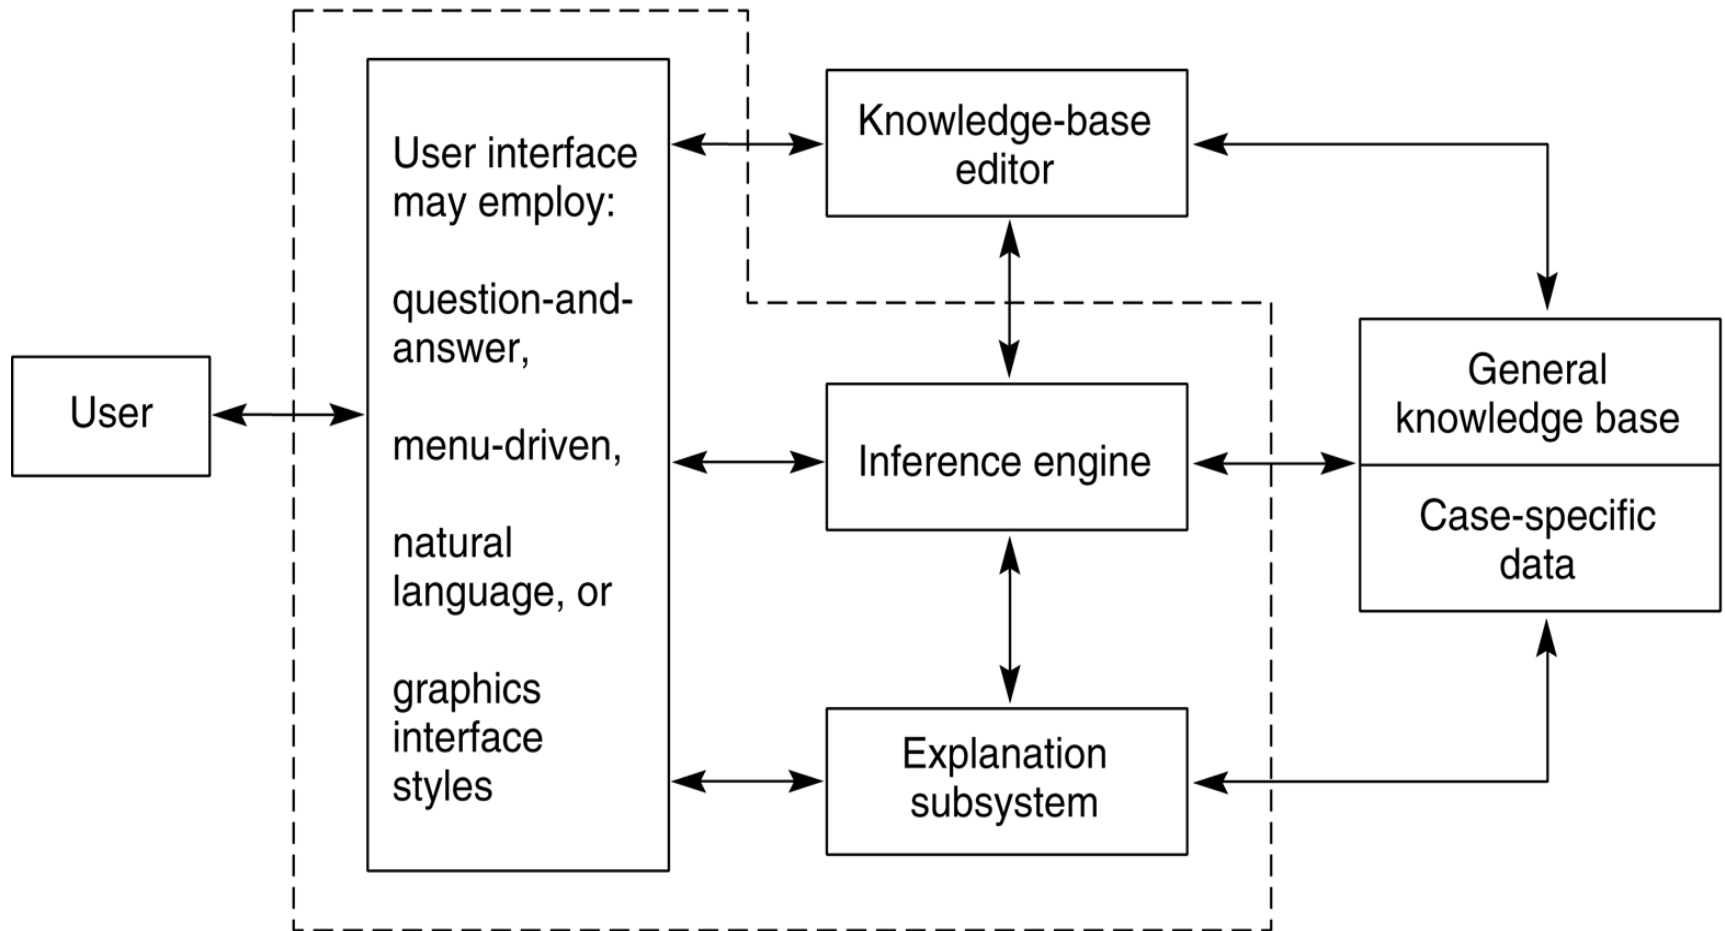 User
User interface
may employ:
question-and-
answer,
menu-driven,
natural
language, or
graphics
interface
styles
Knowledge-base
editor
Inference engine
Explanation
subsystem
General
knowledge base
Case-specific
data